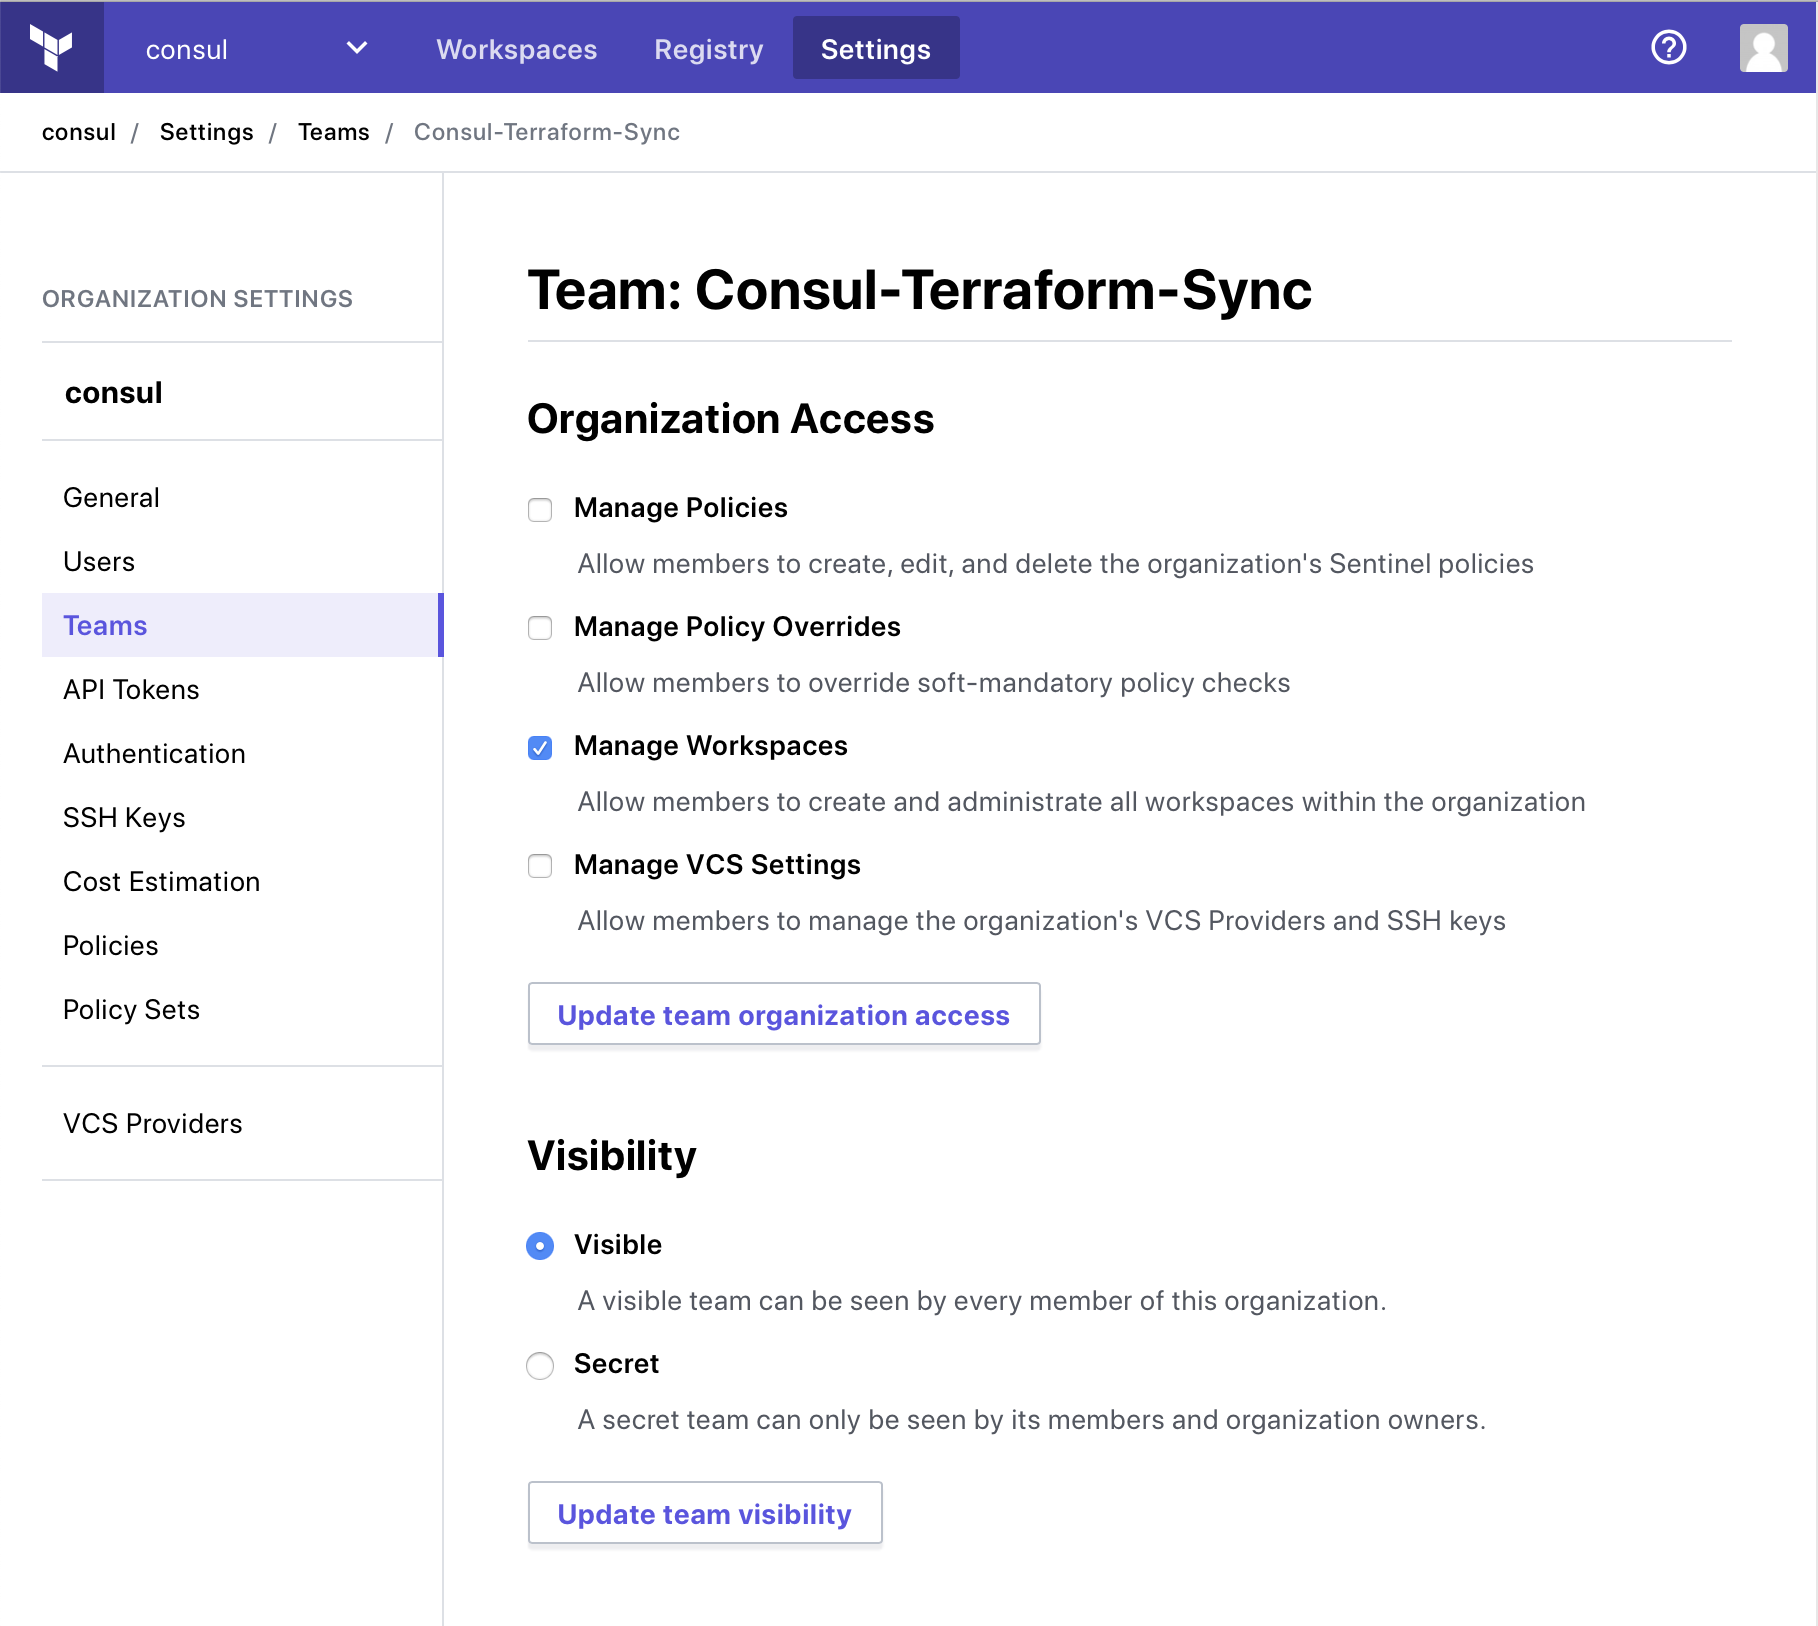 consul
Workspaces
Registry
Settings
consul / Settings / Teams / Consul-Terraform-Sync
ORGANIZATION SETTINGS
consul
General
Users
Teams
API Tokens
Authentication
SSH Keys
Cost Estimation
Policies
Policy Sets
VCS Providers
Team: Consul-Terraform-Sync
Organization Access
Manage Policies
Allow members to create, edit, and delete the organization's Sentinel policies
Manage Policy Overrides
Allow members to override soft-mandatory policy checks
Manage Workspaces
Allow members to create and administrate all workspaces within the organization
Manage VCS Settings
Allow members to manage the organization's VCS Providers and SSH keys
Update team organization access
Visibility
Visible
A visible team can be seen by every member of this organization.
Secret
A secret team can only be seen by its members and organization owners.
Update team visibility